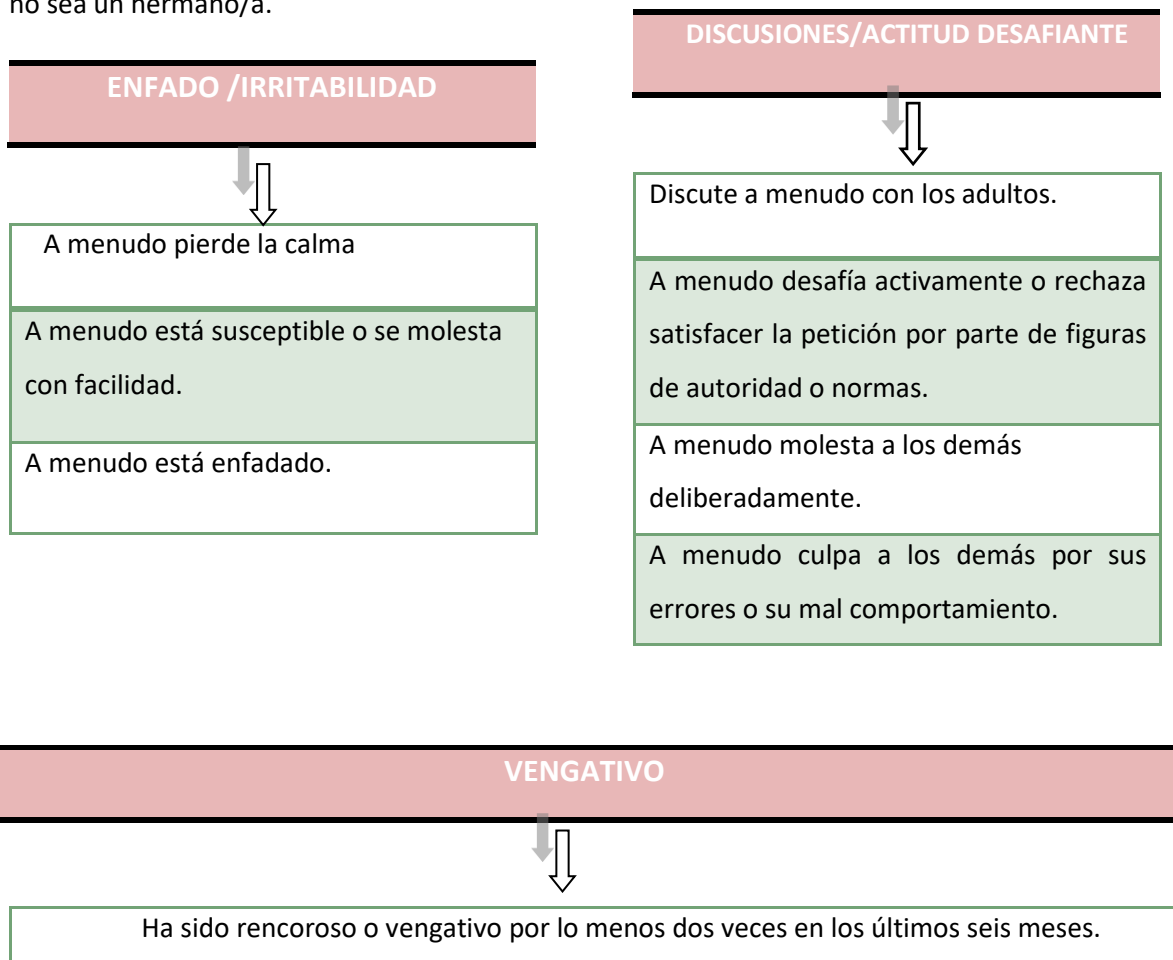 no sea un hermano/a.
ENFADO /IRRITABILIDAD
A menudo pierde la calma
A menudo está susceptible o se molesta
con facilidad.
A menudo está enfadado.
DISCUSIONES/ACTITUD DESAFIANTE
Discute a menudo con los adultos.
A menudo desafía activamente o rechaza
satisfacer la petición por parte de figuras
de autoridad o normas.
A menudo molesta a los demás
deliberadamente.
A menudo culpa a los demás por sus
errores o su mal comportamiento.
VENGATIVO
Ha sido rencoroso o vengativo por lo menos dos veces en los últimos seis meses.